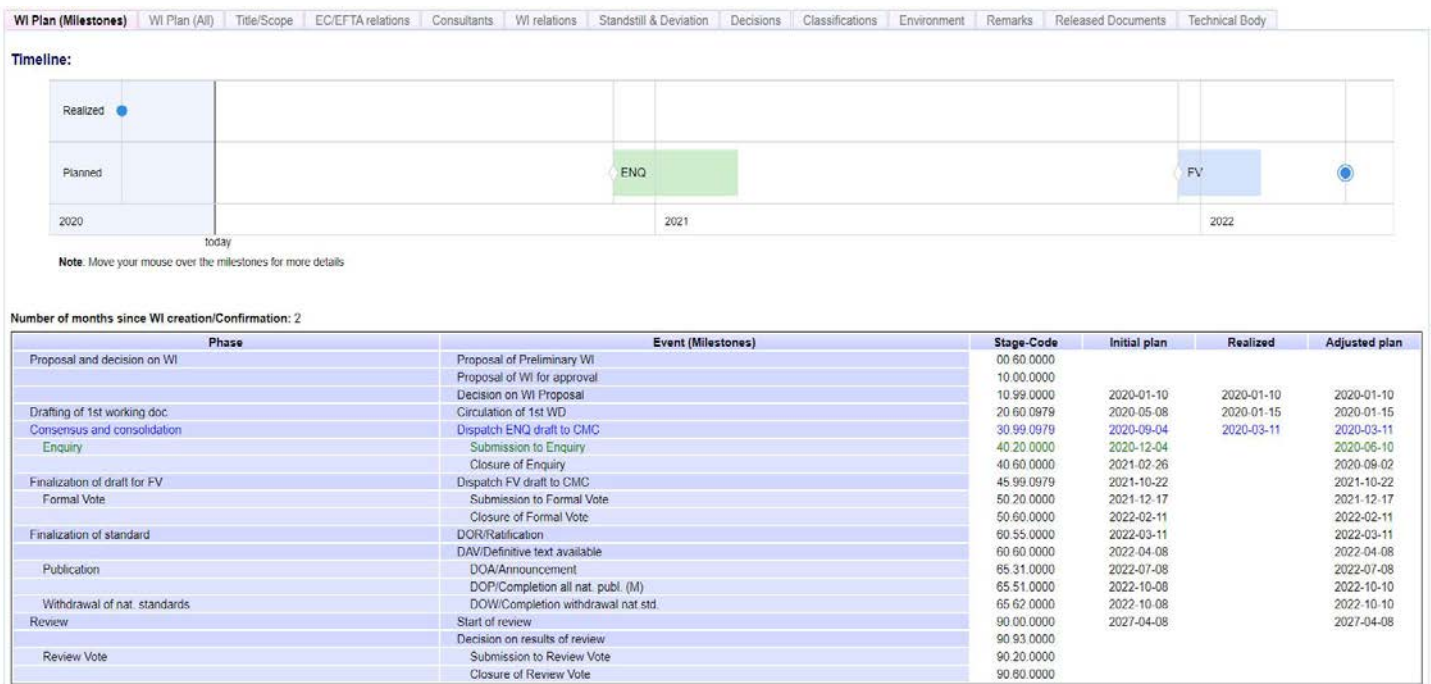 WI Plan (Milestones) WI Plan (All) Title/Scope EC/EFTA relations Consultants WI relations Standstill & Deviation Decisions Classifications Environment Remarks Released Documents Technical Body
Timeline:
Realized
Planned ENQ FV
2020 2021 2022
today
Note. Move your mouse over the milestones for more details
Number of months since WI creation/Confirmation: 2
Phase Event (Milestones) Stage-Code Initial plan Realized Adjusted plan
Proposal and decision on WI Proposal of Preliminary WI 00.60.0000
Proposal of WI for approval 10.00.0000
Decision on WI Proposal 10.99.0000 2020-01-10 2020-01-10 2020-01-10
Drafting of 1st working doc. Circulation of 1st WD 20.60.0979 2020-05-08 2020-01-15 2020-01-15
Consensus and consolidation Dispatch ENQ draft to CMC 30.99.0979 2020-09-04 2020-03-11 2020-03-11
Enquiry Submission to Enquiry 40.20.0000 2020-12-04 2020-06-10
Closure of Enquiry 40.60.0000 2021-02-26 2020-09-02
Finalization of draft for FV Dispatch FV draft to CMC 45.99.0979 2021-10-22 2021-10-22
Formal Vote Submission to Formal Vote 50.20.0000 2021-12-17 2021-12-17
Closure of Formal Vote 50.60.0000 2022-02-11 2022-02-11
Finalization of standard DOR/Ratification 60.55.0000 2022-03-11 2022-03-11
DAV/Definitive text available 60.60.0000 2022-04-08 2022-04-08
Publication DOA/Announcement 65.31.0000 2022-07-08 2022-07-08
DOP/Completion all nat. publ. (M) 65.51.0000 2022-10-08 2022-10-10
Withdrawal of nat. standards DOW/Completion withdrawal nat.std. 65.62.0000 2022-10-08 2022-10-10
Review Start of review 90.00.0000 2027-04-08 2027-04-08
Decision on results of review 90.93.0000
Review Vote Submission to Review Vote 90.20.0000
Closure of Review Vote 90.60.0000